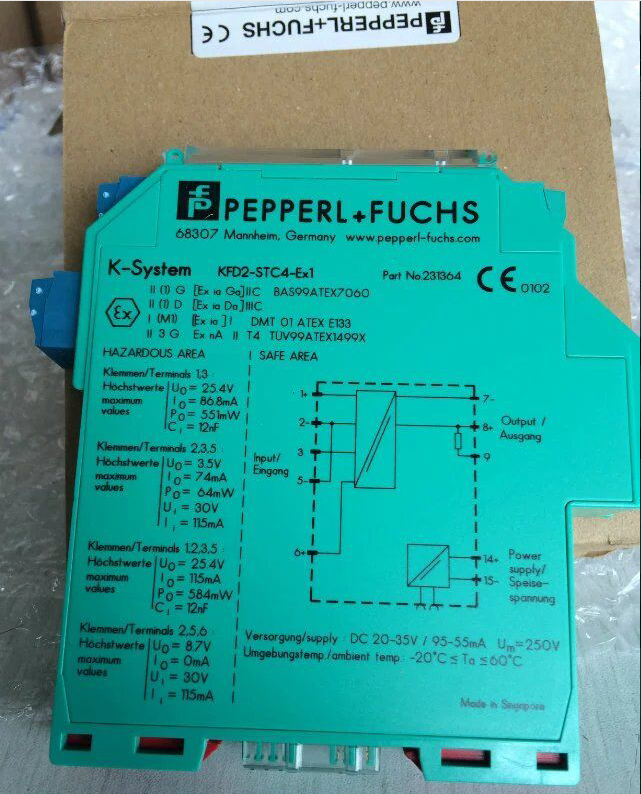 www.pepperl-fuchs.com
PEPPERL+FUCHS CE
PEPPERL+FUCHS
68307 Mannheim, Germany www.pepperl-fuchs.com
K-System KFD2-STC4-Ex1 Part No.231364 CE 0102
II (1) G [Ex ia Ga] IIC BAS99ATEX7060
II (1) D [Ex ia Da] IIIC
Ex
I (M1) [Ex ia] I DMT 01 ATEX E133
II 3 G Ex nA II T4 TÜV99ATEX1499X
HAZARDOUS AREA | SAFE AREA
Klemmen/Terminals 1,3 :
Höchstwerte U₀ = 25.4V
maximum I₀ = 86.8mA
values P₀ = 551mW
Cᵢ = 12nF
Klemmen/Terminals 2,3,5 :
Höchstwerte U₀ = 3.5V
maximum I₀ = 74mA
values P₀ = 64mW
Uᵢ = 30V
Iᵢ = 115mA
Klemmen/Terminals 1,2,3,5 :
Höchstwerte U₀ = 25.4V
maximum I₀ = 115mA
values P₀ = 584mW
Cᵢ = 12nF
Klemmen/Terminals 2,5,6 :
Höchstwerte U₀ = 8.7V
maximum I₀ = 0mA
values Uᵢ = 30V
Iᵢ = 115mA
1+
2-
3
5-
6+
Input/
Eingang
7-
8+
9
Output /
Ausgang
14+
15-
Power
supply/
Speise-
spannung
Versorgung/supply : DC 20-35V / 95-55mA Uₘ=250V
Umgebungstemp./ambient temp.: -20°C ≤ Ta ≤ 60°C
Made in Singapore